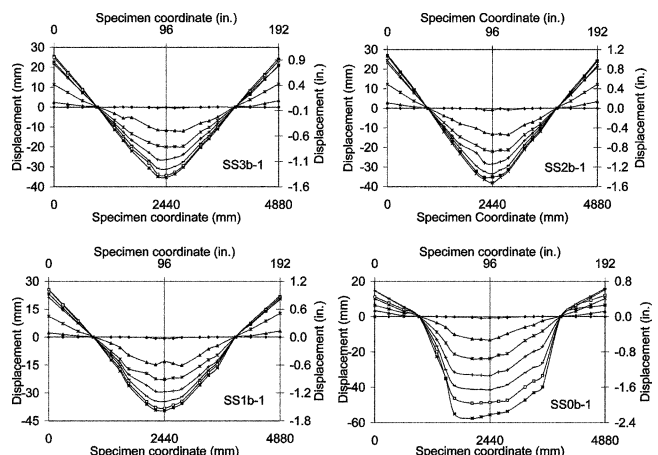 Specimen coordinate (in.)
0 96 192
30
20
10
0
-10
-20
-30
-40
0.9
0.4
-0.1
-0.6
-1.1
-1.6
Displacement (mm)
Displacement (in.)
SS3b-1
0 2440 4880
Specimen coordinate (mm)
Specimen Coordinate (in.)
0 96 192
30
20
10
0
-10
-20
-30
-40
1.2
0.8
0.4
0.0
-0.4
-0.8
-1.2
-1.6
Displacement (mm)
Displacement (in.)
SS2b-1
0 2440 4880
Specimen Coordinate (mm)
Specimen coordinate (in.)
0 96 192
30
15
0
-15
-30
-45
1.2
0.6
0.0
-0.6
-1.2
-1.8
Displacement (mm)
Displacement (in.)
SS1b-1
0 2440 4880
Specimen coordinate (mm)
Specimen coordinate (in.)
0 96 192
20
0
-20
-40
-60
0.8
0.0
-0.8
-1.6
-2.4
Displacement (mm)
Displacement (in.)
SS0b-1
0 2440 4880
Specimen coordinate (mm)